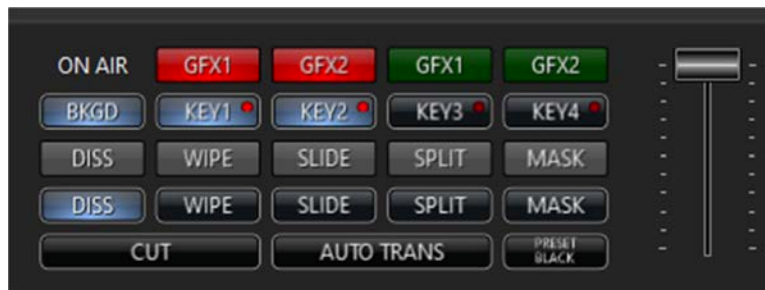 ON AIR GFX1 GFX2 GFX1 GFX2
BKGD KEY1 KEY2 KEY3 KEY4
DISS WIPE SLIDE SPLIT MASK
DISS WIPE SLIDE SPLIT MASK
CUT AUTO TRANS PRESET
BLACK